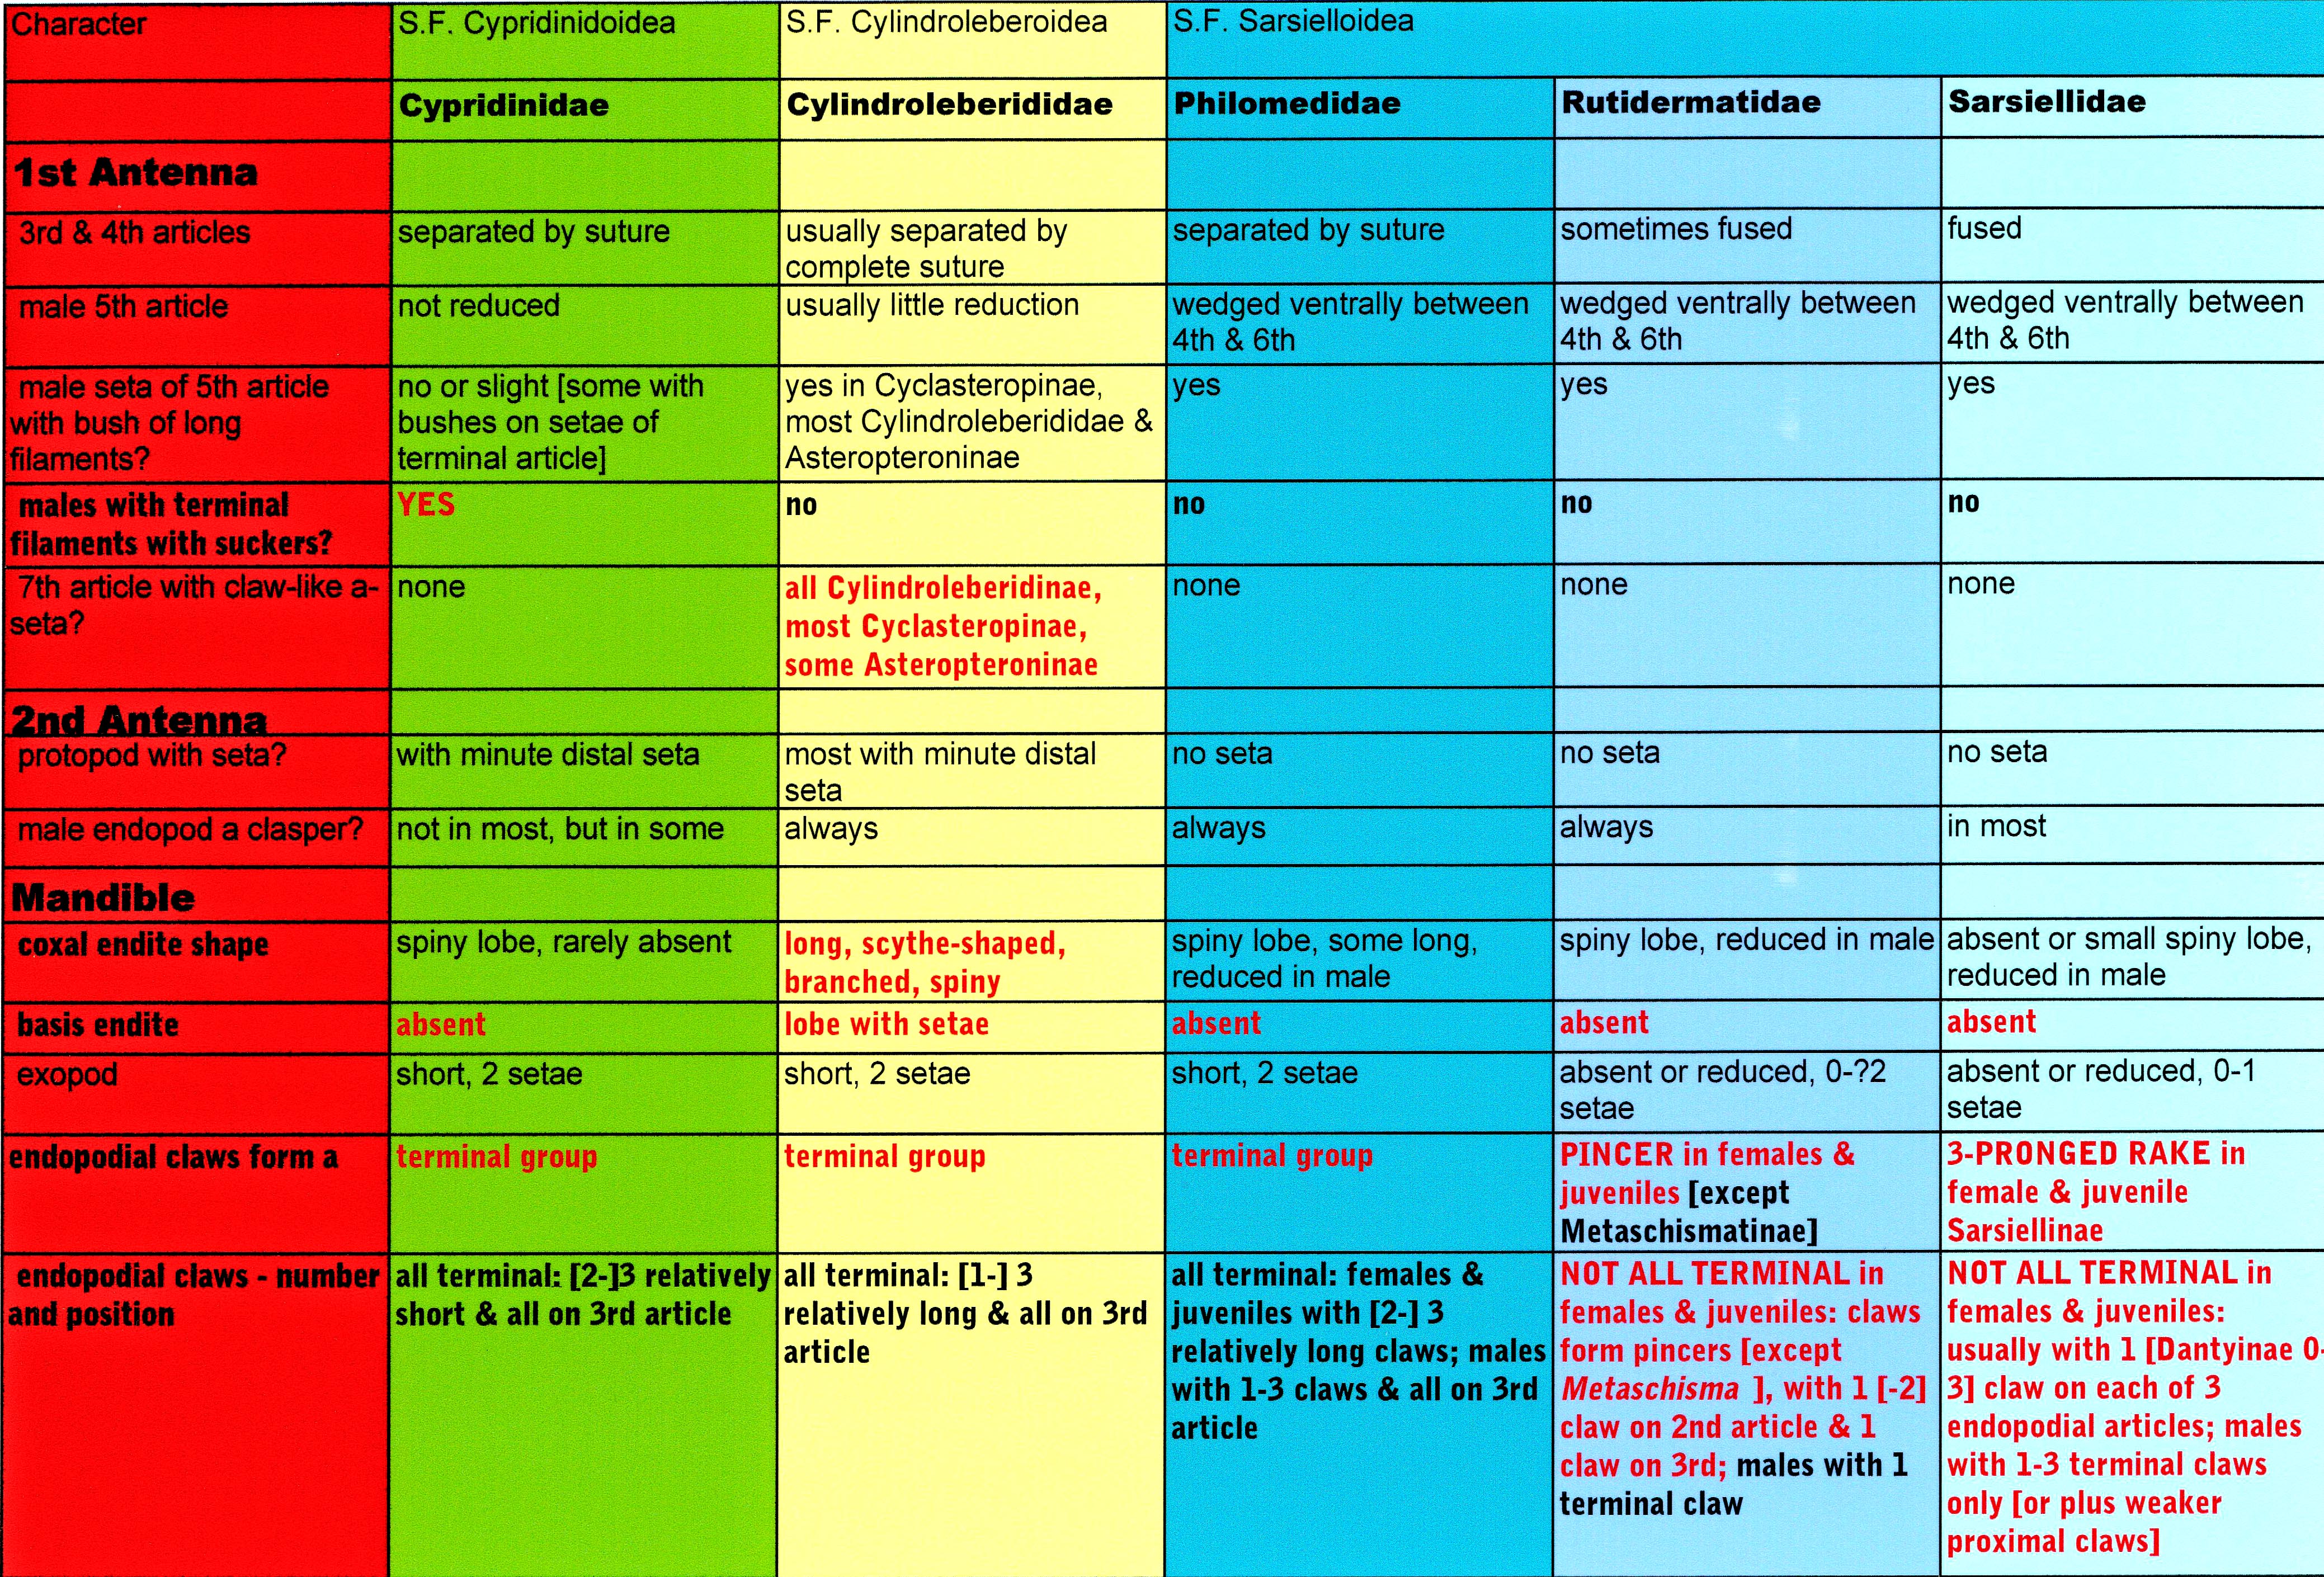 Character
S.F. Cypridinidoidea
S.F. Cylindroleberoidea
S.F. Sarsielloidea
Cypridinidae
Cylindroleberididae
Philomedidae
Rutidermatidae
Sarsiellidae
1st Antenna
3rd & 4th articles
separated by suture
usually separated by
complete suture
separated by suture
sometimes fused
fused
male 5th article
not reduced
usually little reduction
wedged ventrally between
4th & 6th
wedged ventrally between
4th & 6th
wedged ventrally between
4th & 6th
male seta of 5th article
with bush of long
filaments?
no or slight [some with
bushes on setae of
terminal article]
yes in Cyclasteropinae,
most Cylindroleberididae &
Asteropteroninae
yes
yes
yes
males with terminal
filaments with suckers?
YES
no
no
no
no
7th article with claw-like a-
seta?
none
all Cylindroleberidinae,
most Cyclasteropinae,
some Asteropteroninae
none
none
none
2nd Antenna
protopod with seta?
with minute distal seta
most with minute distal
seta
no seta
no seta
no seta
male endopod a clasper?
not in most, but in some
always
always
always
in most
Mandible
coxal endite shape
spiny lobe, rarely absent
long, scythe-shaped,
branched, spiny
spiny lobe, some long,
reduced in male
spiny lobe, reduced in male
absent or small spiny lobe,
reduced in male
basis endite
absent
lobe with setae
absent
absent
absent
exopod
short, 2 setae
short, 2 setae
short, 2 setae
absent or reduced, 0-?2
setae
absent or reduced, 0-1
setae
endopodial claws form a
terminal group
terminal group
terminal group
PINCER in females &
juveniles [except
Metaschismatinae]
3-PRONGED RAKE in
female & juvenile
Sarsiellinae
endopodial claws - number
and position
all terminal: [2-]3 relatively
short & all on 3rd article
all terminal: [1-] 3
relatively long & all on 3rd
article
all terminal: females &
juveniles with [2-] 3
relatively long claws; males
with 1-3 claws & all on 3rd
article
NOT ALL TERMINAL in
females & juveniles: claws
form pincers [except
Metaschisma ], with 1 [-2]
claw on 2nd article & 1
claw on 3rd; males with 1
terminal claw
NOT ALL TERMINAL in
females & juveniles:
usually with 1 [Dantyinae 0-
3] claw on each of 3
endopodial articles; males
with 1-3 terminal claws
only [or plus weaker
proximal claws]